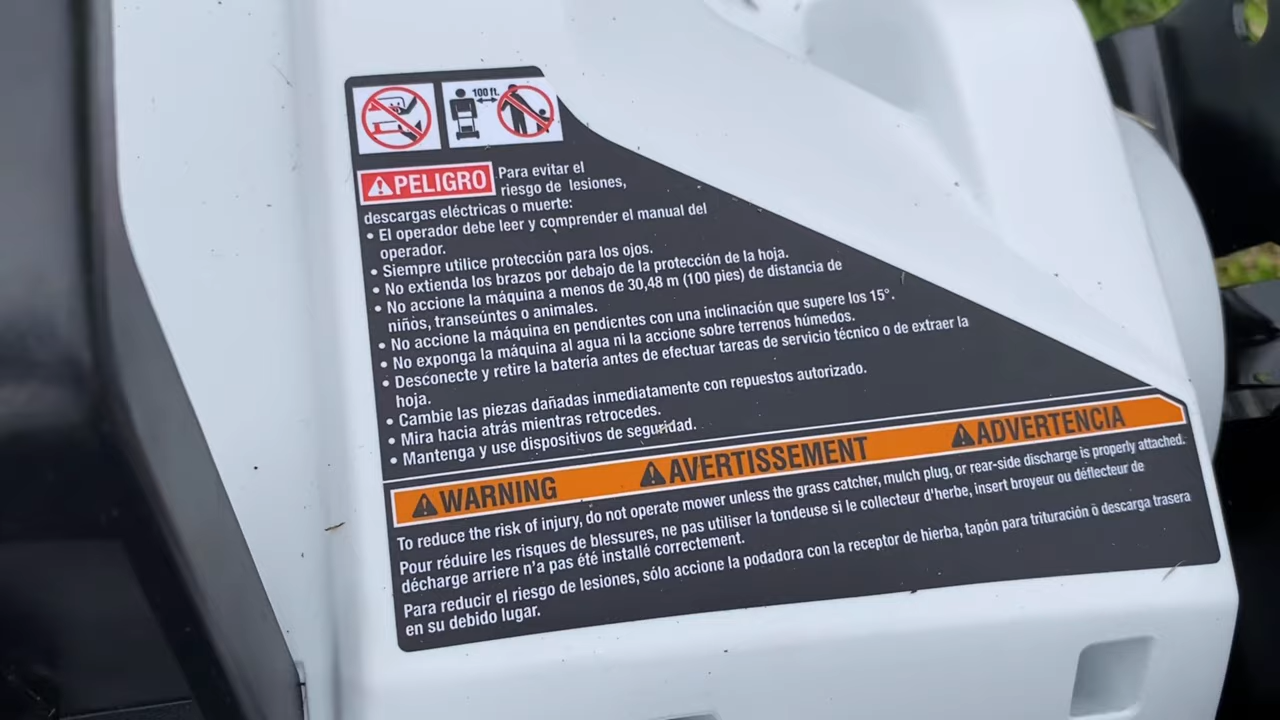 100 ft.
PELIGRO Para evitar el
riesgo de lesiones,
descargas eléctricas o muerte:
• El operador debe leer y comprender el manual del
operador.
• Siempre utilice protección para los ojos.
• No extienda los brazos por debajo de la protección de la hoja.
• No accione la máquina a menos de 30,48 m (100 pies) de distancia de
niños, transeúntes o animales.
• No accione la máquina en pendientes con una inclinación que supere los 15°.
• No exponga la máquina al agua ni la accione sobre terrenos húmedos.
• Desconecte y retire la batería antes de efectuar tareas de servicio técnico o de extraer la
hoja.
• Cambie las piezas dañadas inmediatamente con repuestos autorizado.
• Mira hacia atrás mientras retrocedes.
• Mantenga y use dispositivos de seguridad.
WARNING AVERTISSEMENT ADVERTENCIA
To reduce the risk of injury, do not operate mower unless the grass catcher, mulch plug, or rear-side discharge is properly attached.
Pour réduire les risques de blessures, ne pas utiliser la tondeuse si le collecteur d'herbe, insert broyeur ou déflecteur de
décharge arriere n'a pas été installé correctement.
Para reducir el riesgo de lesiones, sólo accione la podadora con la receptor de hierba, tapón para trituración ò descarga trasera
en su debido lugar.